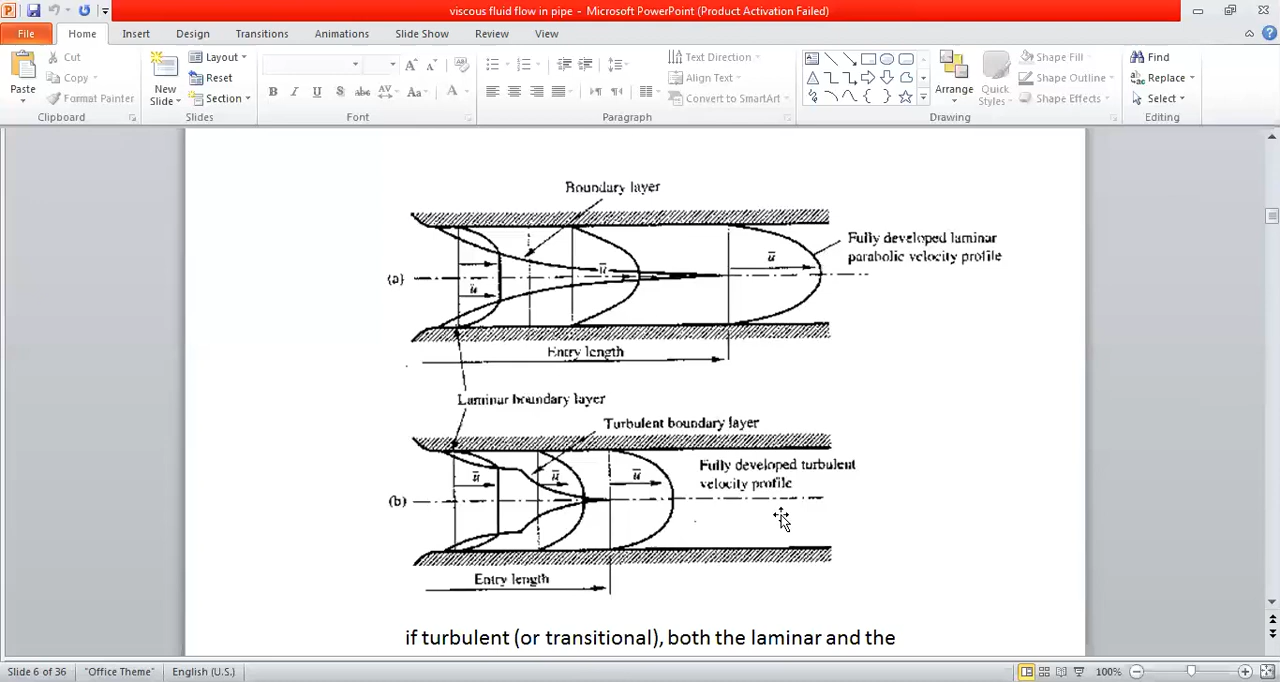 viscous fluid flow in pipe - Microsoft PowerPoint (Product Activation Failed)
File Home Insert Design Transitions Animations Slide Show Review View
Paste
Cut
Copy
Format Painter
Clipboard
New Slide
Layout
Reset
Section
Slides
B I U S abc AV Aa A
Font
Text Direction
Align Text
Convert to SmartArt
Paragraph
Arrange
Quick Styles
Shape Fill
Shape Outline
Shape Effects
Drawing
Find
Replace
Select
Editing
Boundary layer
Fully developed laminar
parabolic velocity profile
(a)
ū
ū
ū
Entry length
Laminar boundary layer
Turbulent boundary layer
Fully developed turbulent
velocity profile
(b)
ū
ū
ū
Entry length
if turbulent (or transitional), both the laminar and the
Slide 6 of 36 "Office Theme" English (U.S.) 100%